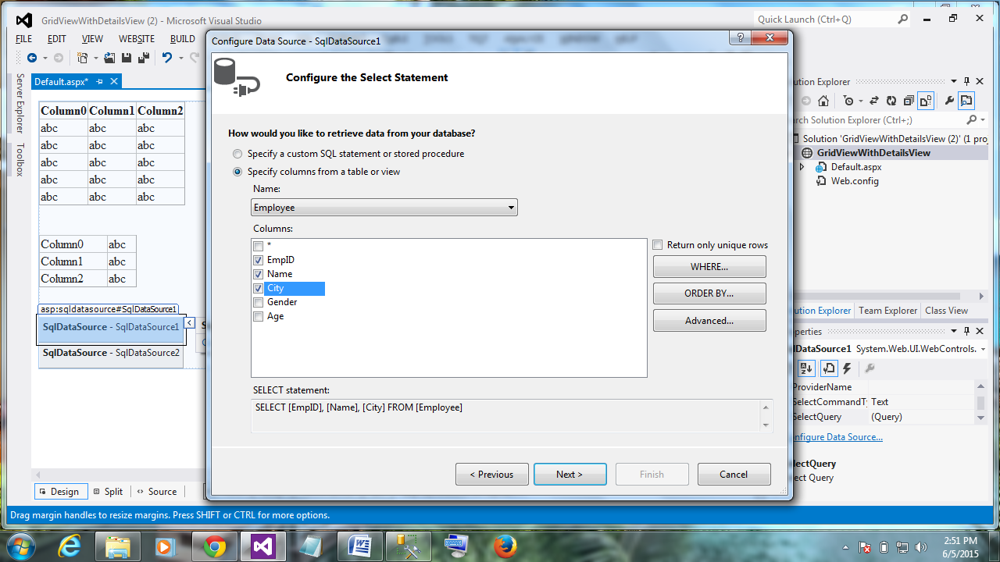 GridViewWithDetailsView (2) - Microsoft Visual Studio
Quick Launch (Ctrl+Q)
FILE EDIT VIEW WEBSITE BUILD
Server Explorer
Toolbox
Default.aspx*
Column0 Column1 Column2
abc abc abc
abc abc abc
abc abc abc
abc abc abc
abc abc abc
Column0 abc
Column1 abc
Column2 abc
asp:sqldatasource#SqlDataSource1
SqlDataSource - SqlDataSource1
SqlDataSource - SqlDataSource2
Design Split Source
Configure Data Source - SqlDataSource1
Configure the Select Statement
How would you like to retrieve data from your database?
Specify a custom SQL statement or stored procedure
Specify columns from a table or view
Name:
Employee
Columns:
*
EmpID
Name
City
Gender
Age
Return only unique rows
WHERE...
ORDER BY...
Advanced...
SELECT statement:
SELECT [EmpID], [Name], [City] FROM [Employee]
< Previous Next > Finish Cancel
ution Explorer
rch Solution Explorer (Ctrl+;)
Solution 'GridViewWithDetailsView (2)' (1 proj
GridViewWithDetailsView
Default.aspx
Web.config
ution Explorer Team Explorer Class View
perties
lDataSource1 System.Web.UI.WebControls.
ProviderName
SelectCommandTy Text
SelectQuery (Query)
nfigure Data Source...
lectQuery
ect Query
Drag margin handles to resize margins. Press SHIFT or CTRL for more options.
2:51 PM
6/5/2015